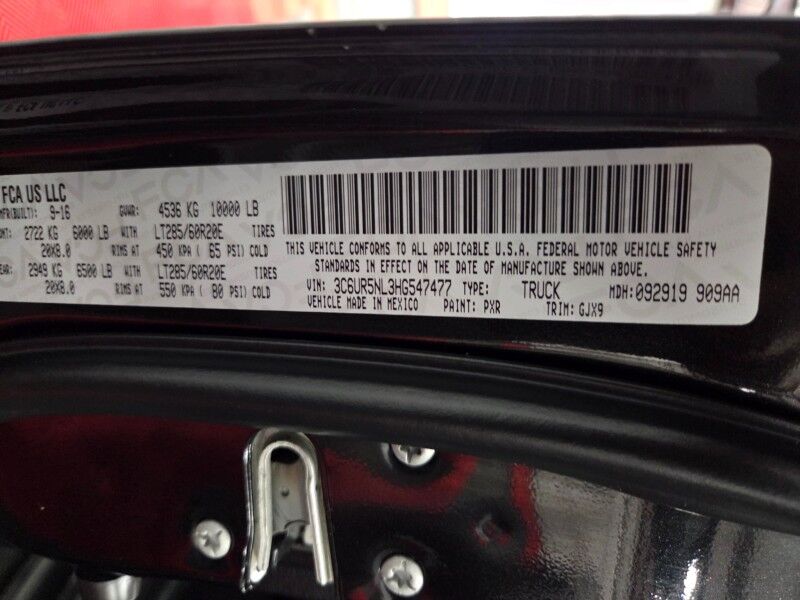 FCA US LLC
MFR(BUILT): 9-16 GVWR: 4536 KG 10000 LB
2722 KG 6000 LB WITH LT285/60R20E TIRES
20X8.0 RIMS AT 450 KPA ( 65 PSI) COLD
2949 KG 6500 LB WITH LT285/60R20E TIRES
20X8.0 RIMS AT 550 KPA ( 80 PSI) COLD
THIS VEHICLE CONFORMS TO ALL APPLICABLE U.S.A. FEDERAL MOTOR VEHICLE SAFETY
STANDARDS IN EFFECT ON THE DATE OF MANUFACTURE SHOWN ABOVE.
VIN: 3C6UR5NL3HG547477 TYPE: TRUCK MDH: 092919 909AA
VEHICLE MADE IN MEXICO PAINT: PXR TRIM: GJX9